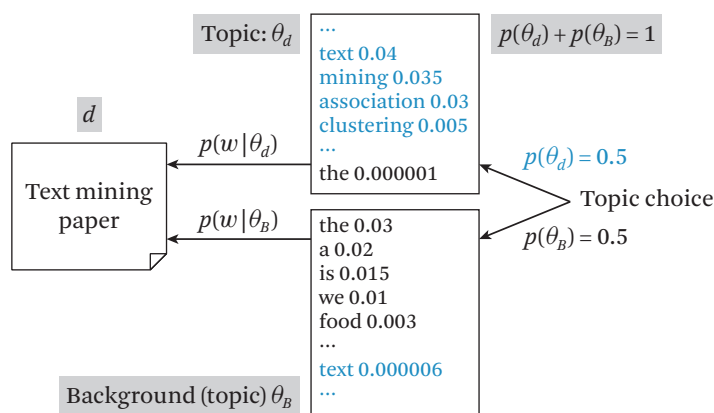 Topic: θd
...
text 0.04
mining 0.035
association 0.03
clustering 0.005
...
the 0.000001
p(θd) + p(θB) = 1
d
Text mining
paper
p(w|θd)
p(w|θB)
p(θd) = 0.5
Topic choice
p(θB) = 0.5
the 0.03
a 0.02
is 0.015
we 0.01
food 0.003
...
text 0.000006
...
Background (topic) θB